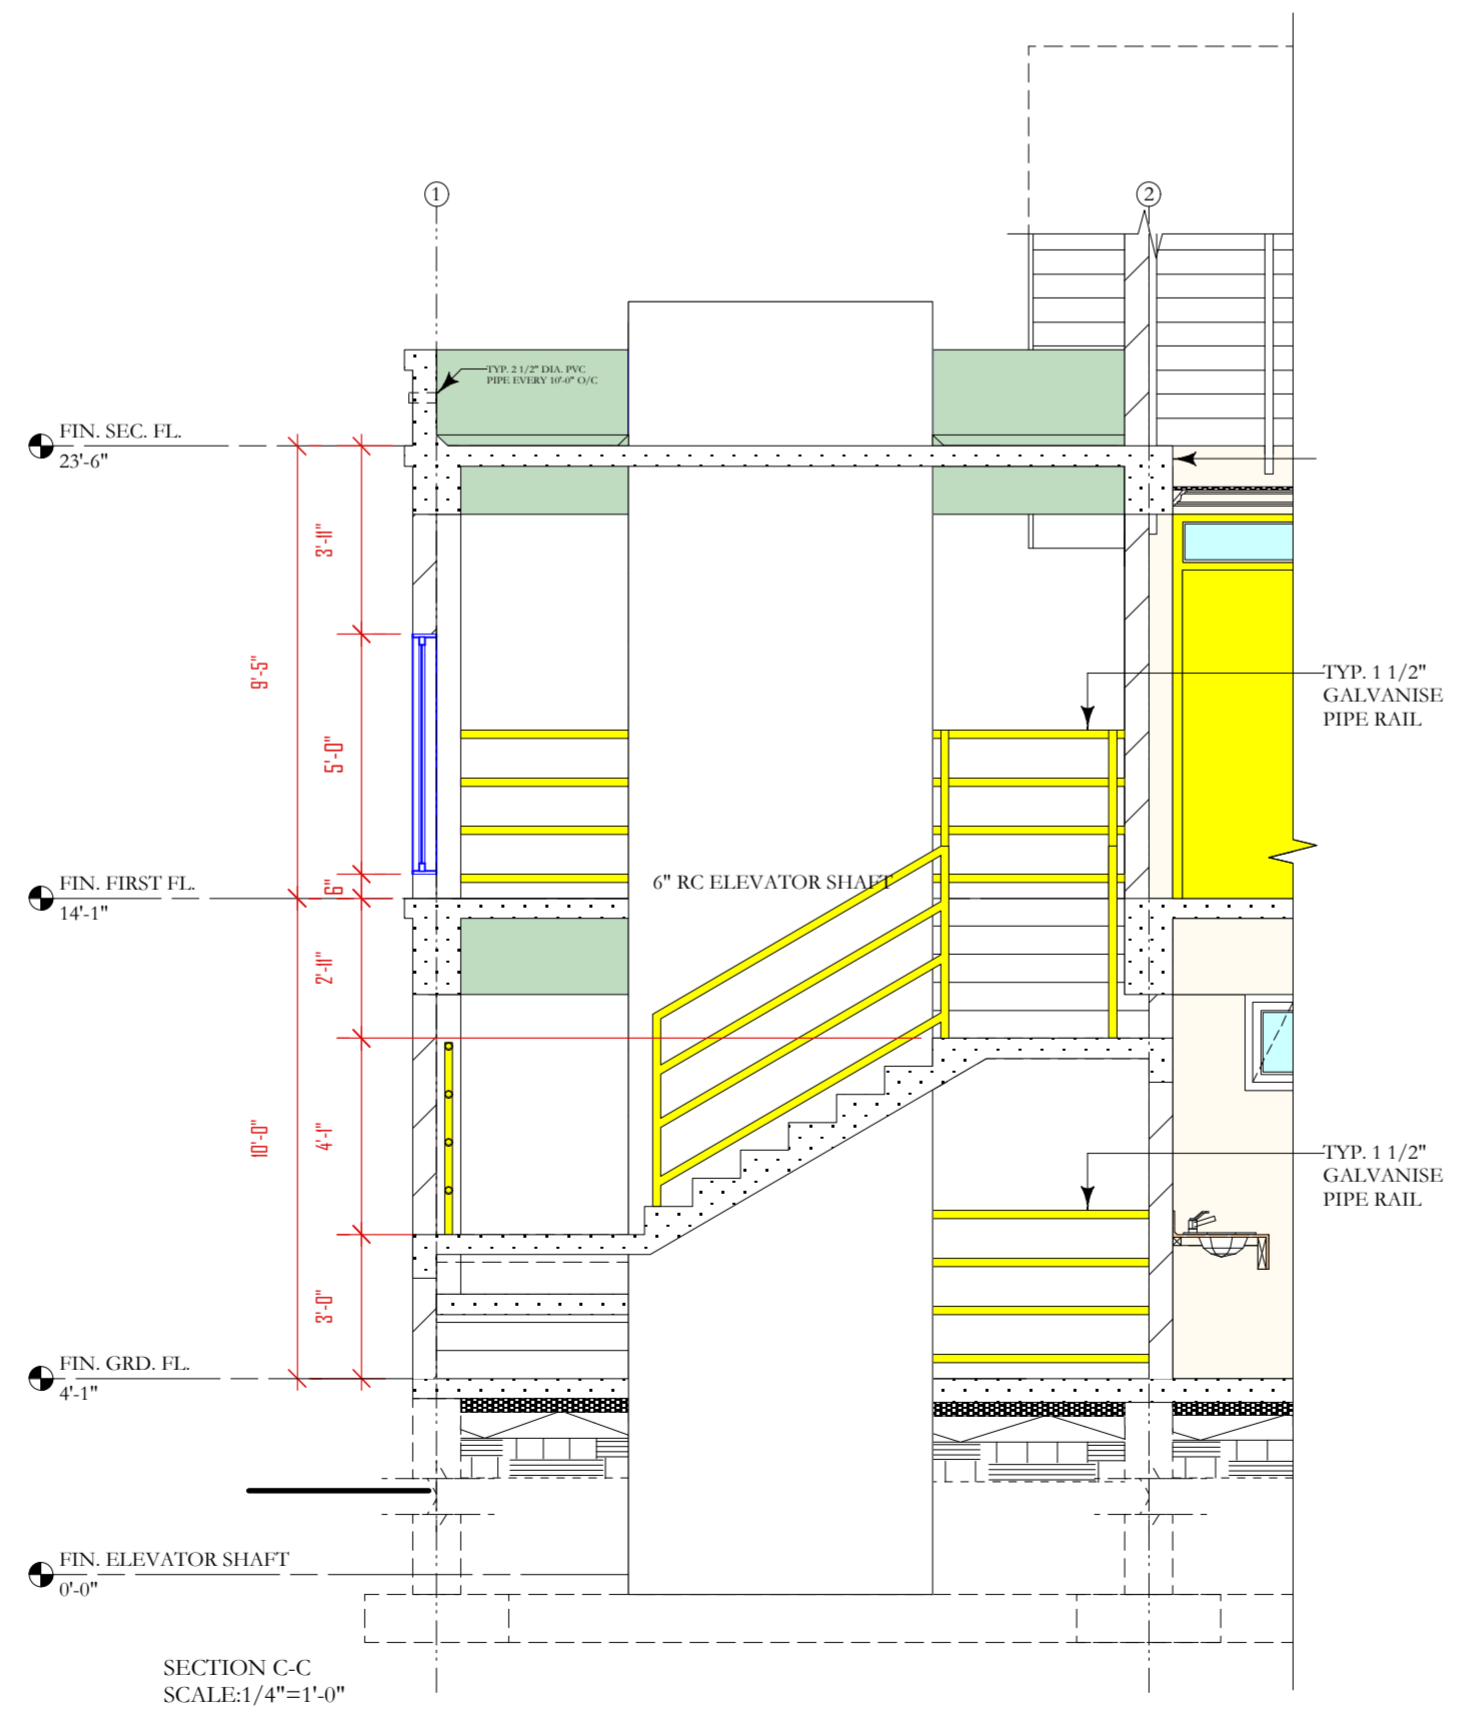 1
2
TYP. 2 1/2" DIA. PVC
PIPE EVERY 10'-0" O/C
FIN. SEC. FL.
23'-6"
3'-11"
9'-5"
5'-0"
TYP. 1 1/2"
GALVANISE
PIPE RAIL
6" RC ELEVATOR SHAFT
6"
FIN. FIRST FL.
14'-1"
2'-11"
10'-0"
4'-1"
TYP. 1 1/2"
GALVANISE
PIPE RAIL
3'-0"
FIN. GRD. FL.
4'-1"
FIN. ELEVATOR SHAFT
0'-0"
SECTION C-C
SCALE:1/4"=1'-0"